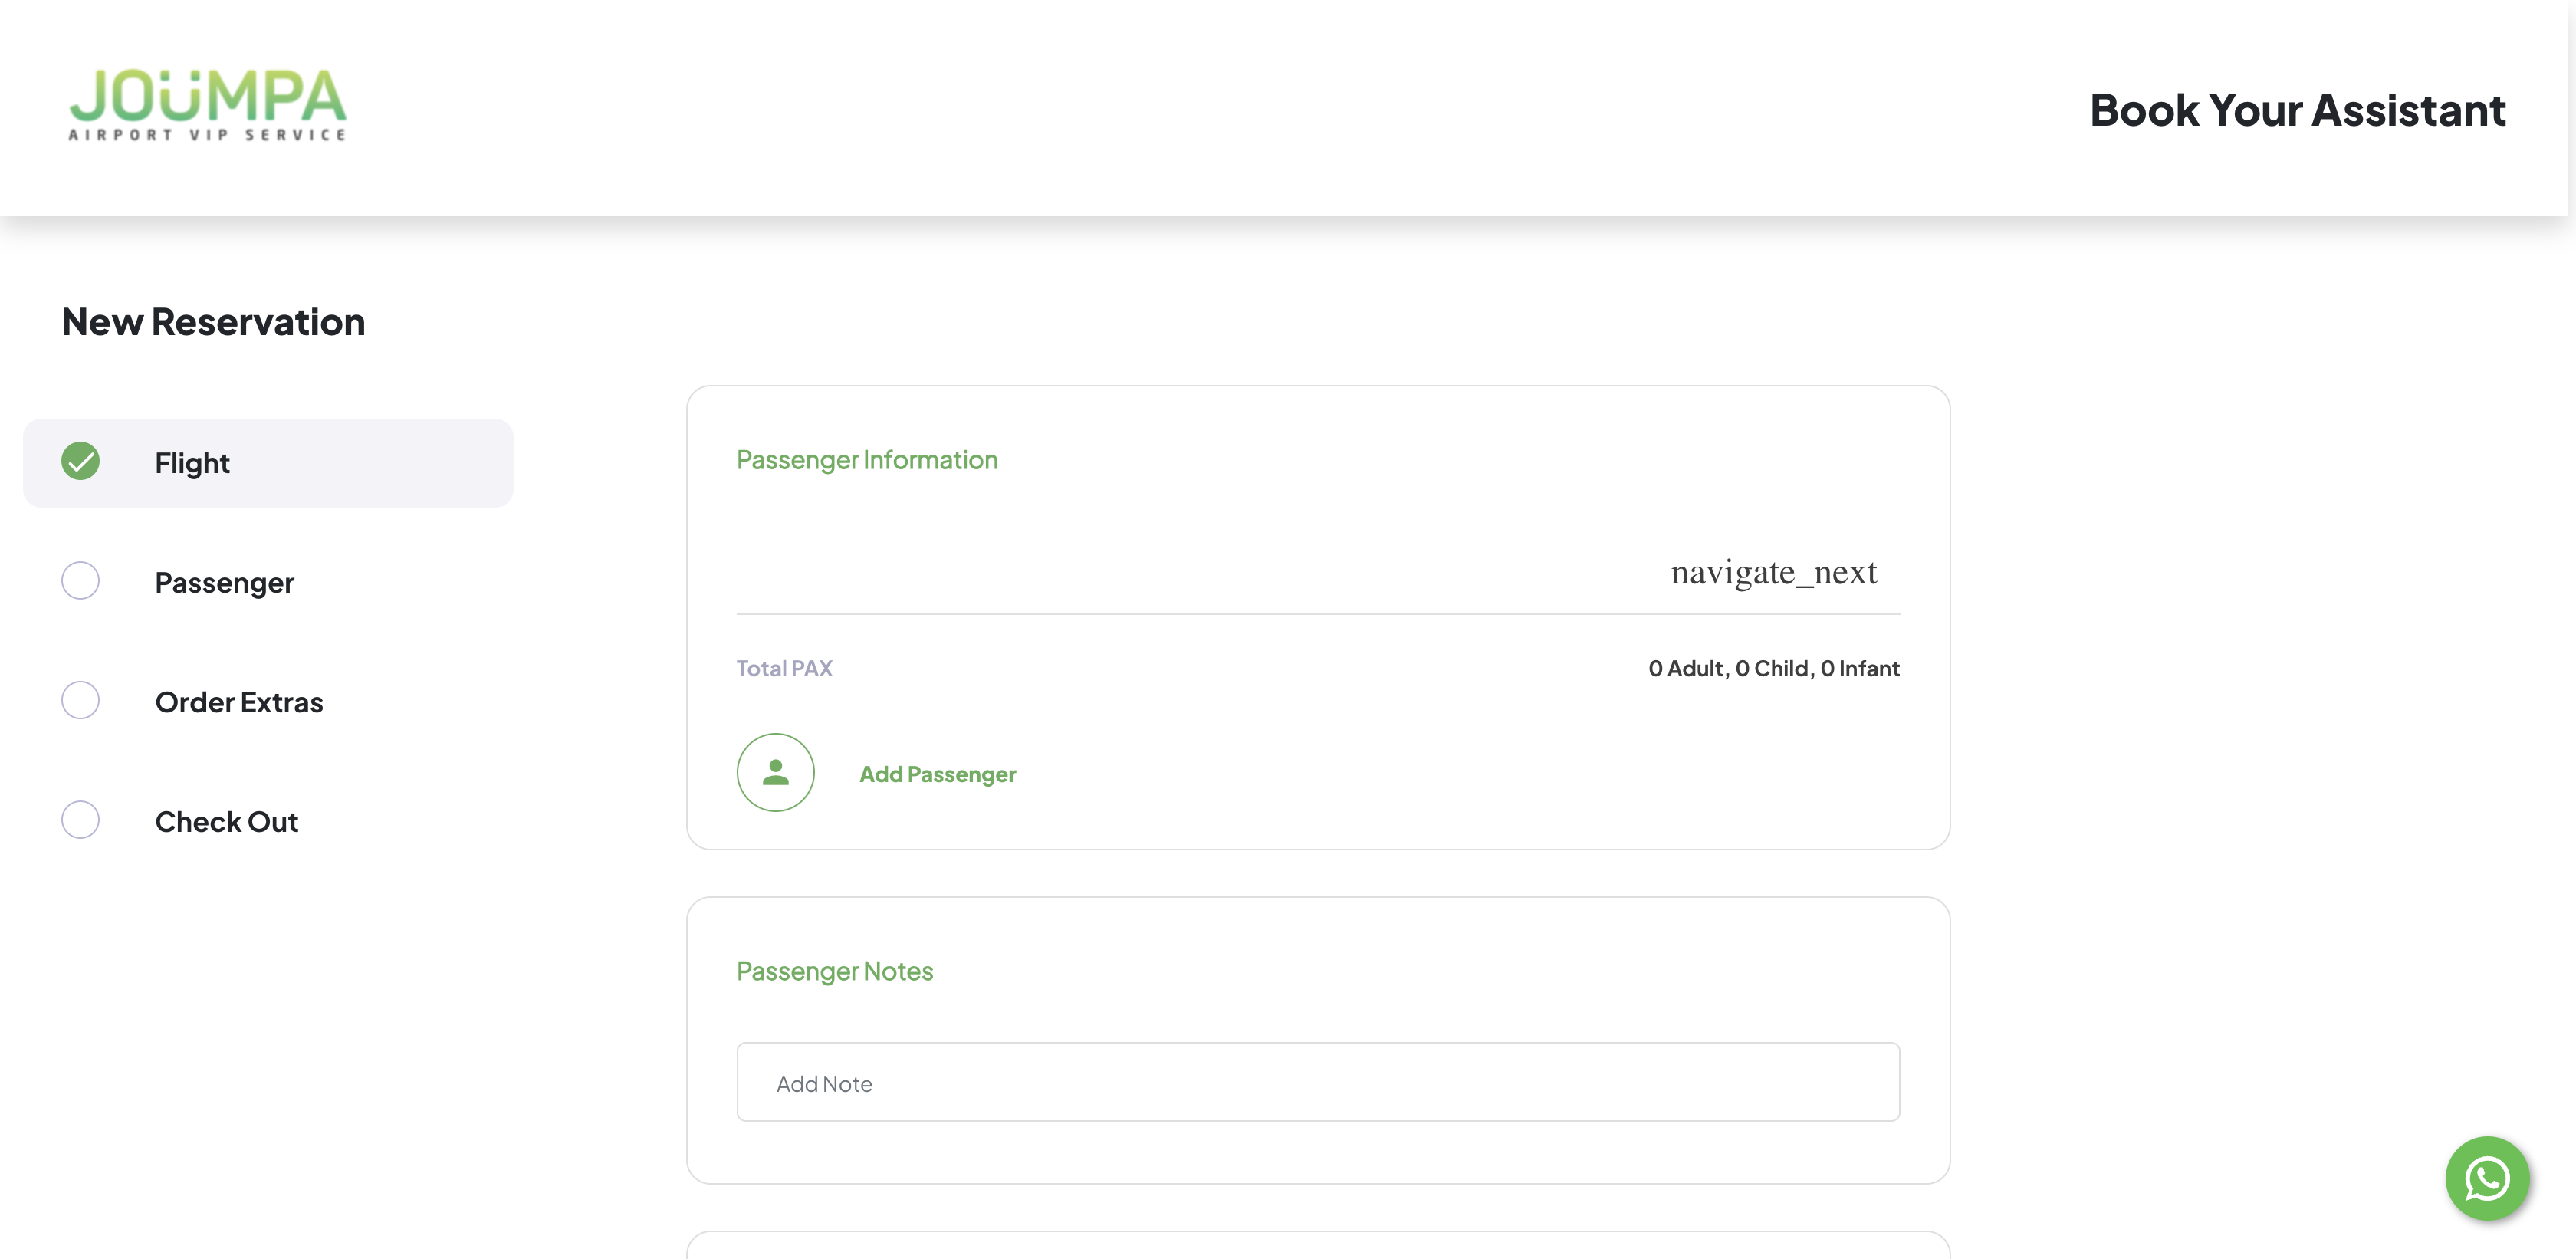 JOÜMPA
AIRPORT VIP SERVICE
Book Your Assistant
New Reservation
Flight
Passenger
Order Extras
Check Out
Passenger Information
navigate_next
Total PAX
0 Adult, 0 Child, 0 Infant
Add Passenger
Passenger Notes
Add Note